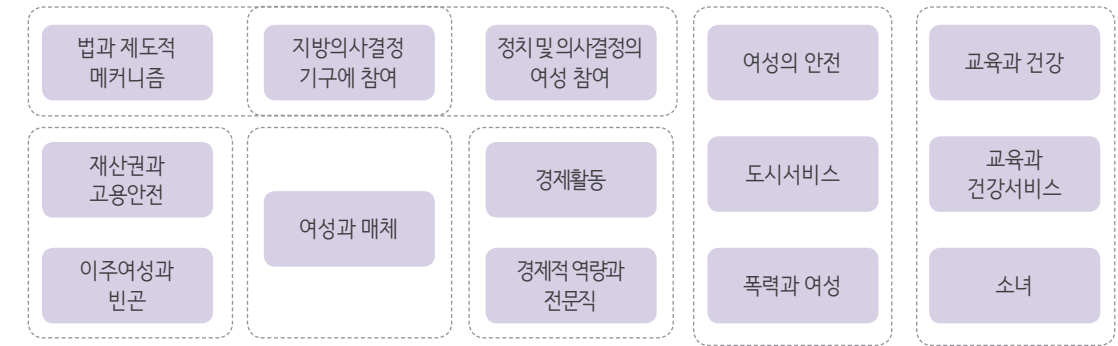 법과 제도적
메커니즘
지방의사결정
기구에 참여
정치 및 의사결정의
여성 참여
여성의 안전
교육과 건강
재산권과
고용안전
여성과 매체
경제활동
도시서비스
교육과
건강서비스
이주여성과
빈곤
경제적 역량과
전문직
폭력과 여성
소녀